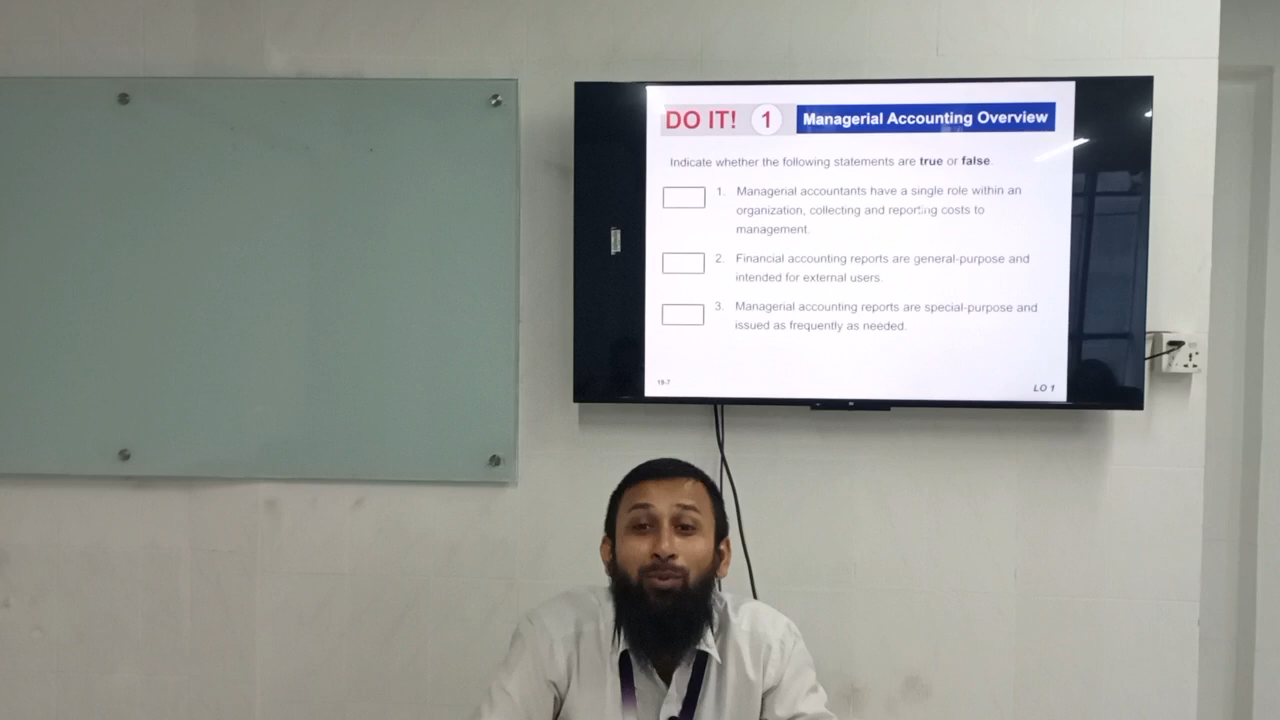 DO IT! 1 Managerial Accounting Overview
Indicate whether the following statements are true or false.
1. Managerial accountants have a single role within an
organization, collecting and reporting costs to
management.
2. Financial accounting reports are general-purpose and
intended for external users.
3. Managerial accounting reports are special-purpose and
issued as frequently as needed.
19-7
LO 1